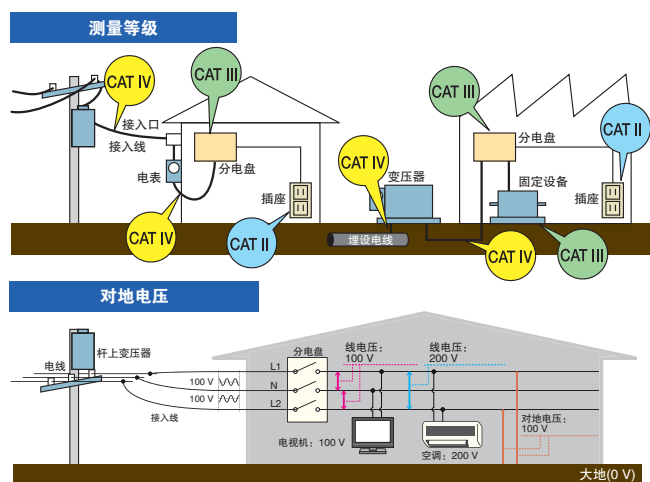 测量等级
CAT IV
CAT III
接入口
接入线
电表
分电盘
插座
CAT IV
CAT II
CAT IV
变压器
埋设电线
CAT III
CAT II
分电盘
固定设备
插座
CAT IV
CAT III
对地电压
电线
杆上变压器
接入线
100 V
100 V
分电盘
L1
N
L2
线电压：
100 V
线电压：
200 V
电视机：100 V
空调：200 V
对地电压：
100 V
大地(0 V)